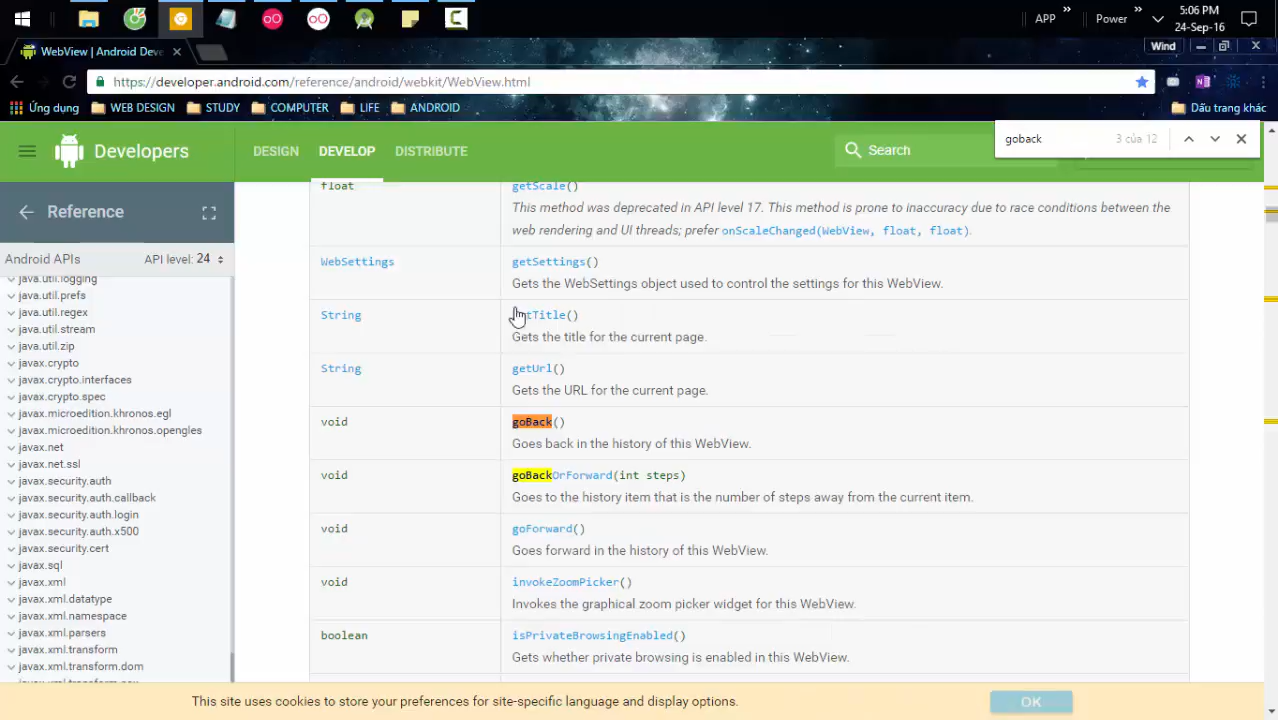 APP
Power
5:06 PM
24-Sep-16
WebView | Android Deve
Wind
https://developer.android.com/reference/android/webkit/WebView.html
Ứng dụng
WEB DESIGN
STUDY
COMPUTER
LIFE
ANDROID
Dấu trang khác
Developers
DESIGN
DEVELOP
DISTRIBUTE
Search
goback
3 của 12
Reference
Android APIs
API level: 24
java.util.logging
java.util.prefs
java.util.regex
java.util.stream
java.util.zip
javax.crypto
javax.crypto.interfaces
javax.crypto.spec
javax.microedition.khronos.egl
javax.microedition.khronos.opengles
javax.net
javax.net.ssl
javax.security.auth
javax.security.auth.callback
javax.security.auth.login
javax.security.auth.x500
javax.security.cert
javax.sql
javax.xml
javax.xml.datatype
javax.xml.namespace
javax.xml.parsers
javax.xml.transform
javax.xml.transform.dom
float
getScale()
This method was deprecated in API level 17. This method is prone to inaccuracy due to race conditions between the
web rendering and UI threads; prefer onScaleChanged(WebView, float, float).
WebSettings
getSettings()
Gets the WebSettings object used to control the settings for this WebView.
String
tTitle()
Gets the title for the current page.
String
getUrl()
Gets the URL for the current page.
void
goBack()
Goes back in the history of this WebView.
void
goBackOrForward(int steps)
Goes to the history item that is the number of steps away from the current item.
void
goForward()
Goes forward in the history of this WebView.
void
invokeZoomPicker()
Invokes the graphical zoom picker widget for this WebView.
boolean
isPrivateBrowsingEnabled()
Gets whether private browsing is enabled in this WebView.
This site uses cookies to store your preferences for site-specific language and display options.
OK